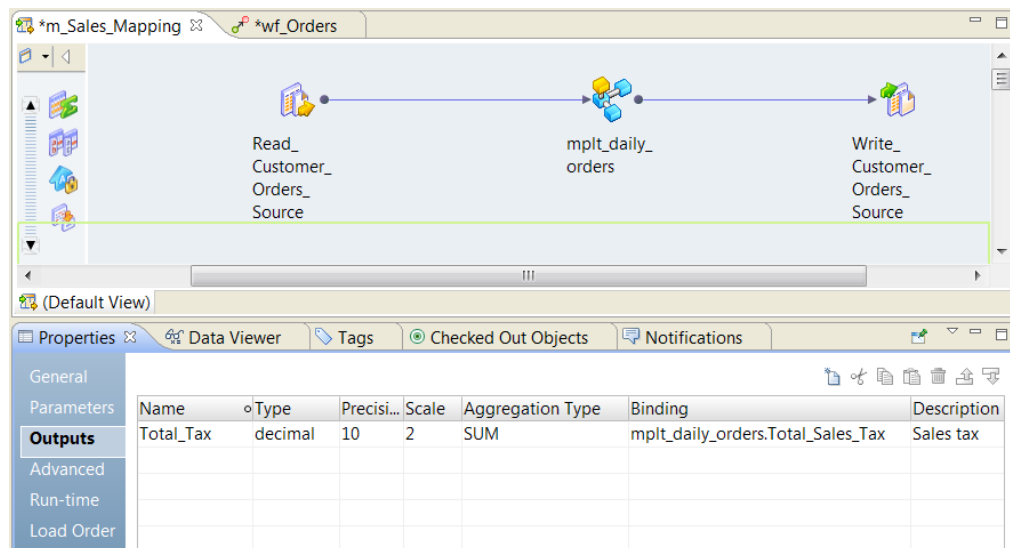 *m_Sales_Mapping *wf_Orders
Read_ mplt_daily_ Write_
Customer_ orders Customer_
Orders_ Orders_
Source Source
(Default View)
Properties Data Viewer Tags Checked Out Objects Notifications
General
Parameters Name Type Precisi... Scale Aggregation Type Binding Description
Outputs Total_Tax decimal 10 2 SUM mplt_daily_orders.Total_Sales_Tax Sales tax
Advanced
Run-time
Load Order